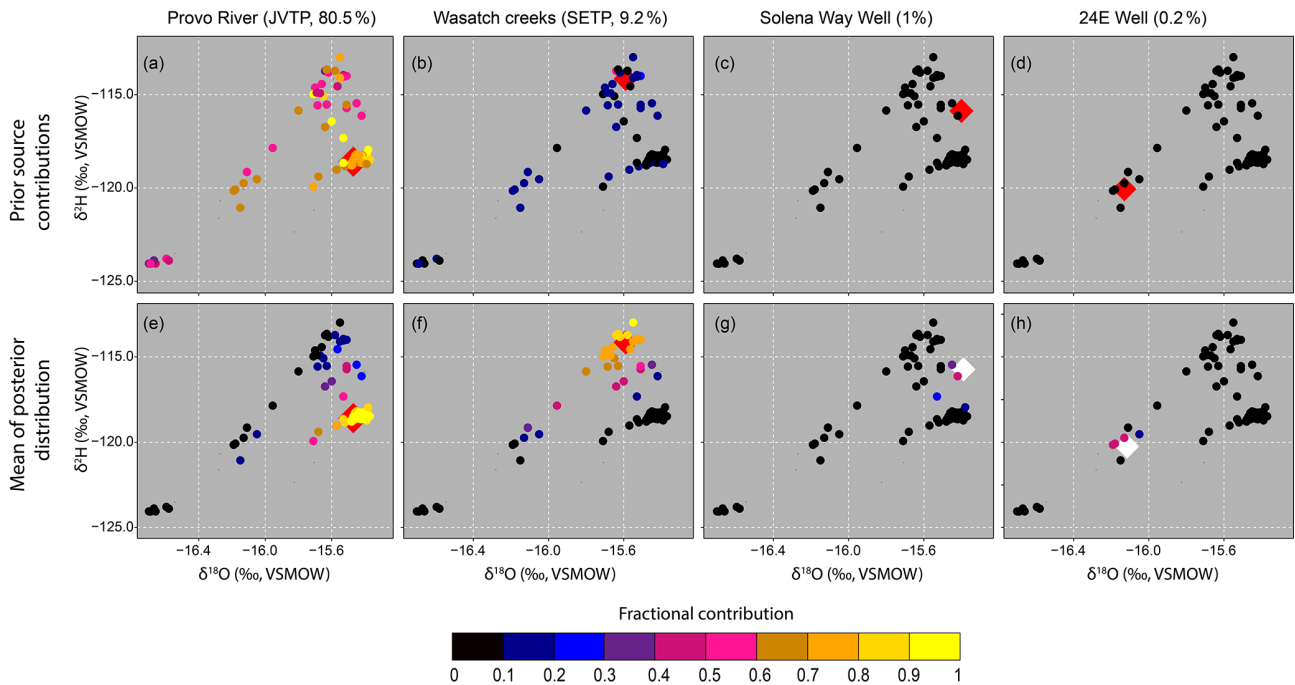 Provo River (JVTP, 80.5 %)
Wasatch creeks (SETP, 9.2 %)
Solena Way Well (1%)
24E Well (0.2 %)
Prior source
contributions
δ²H (‰, VSMOW)
−115.0
−120.0
−125.0
(a)
(b)
(c)
(d)
Mean of posterior
distribution
δ²H (‰, VSMOW)
−115.0
−120.0
−125.0
(e)
(f)
(g)
(h)
−16.4 −16.0 −15.6
−16.4 −16.0 −15.6
−16.4 −16.0 −15.6
−16.4 −16.0 −15.6
δ¹⁸O (‰, VSMOW)
δ¹⁸O (‰, VSMOW)
δ¹⁸O (‰, VSMOW)
δ¹⁸O (‰, VSMOW)
Fractional contribution
0 0.1 0.2 0.3 0.4 0.5 0.6 0.7 0.8 0.9 1